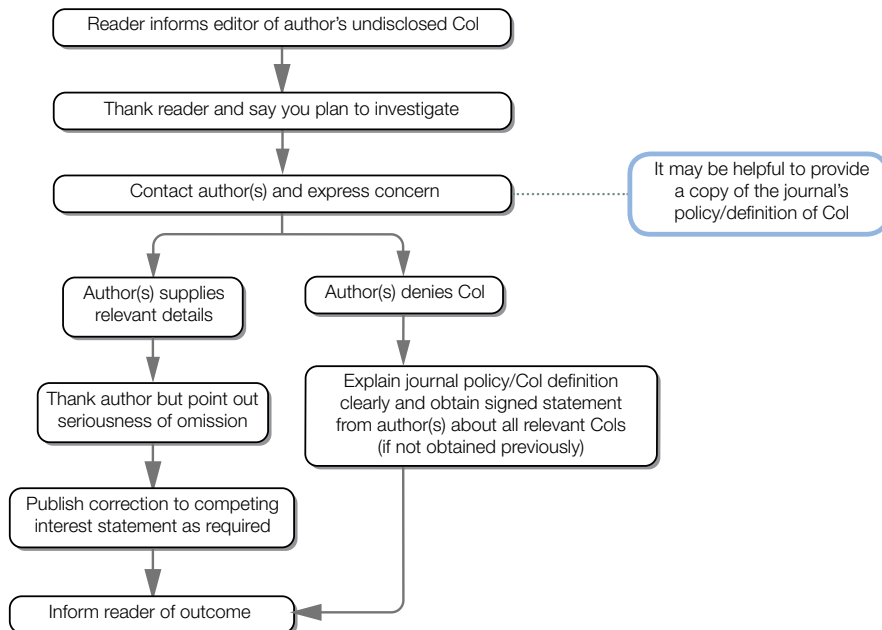 Reader informs editor of author's undisclosed CoI
Thank reader and say you plan to investigate
Contact author(s) and express concern
It may be helpful to provide
a copy of the journal's
policy/definition of CoI
Author(s) supplies
relevant details
Author(s) denies CoI
Thank author but point out
seriousness of omission
Explain journal policy/CoI definition
clearly and obtain signed statement
from author(s) about all relevant CoIs
(if not obtained previously)
Publish correction to competing
interest statement as required
Inform reader of outcome